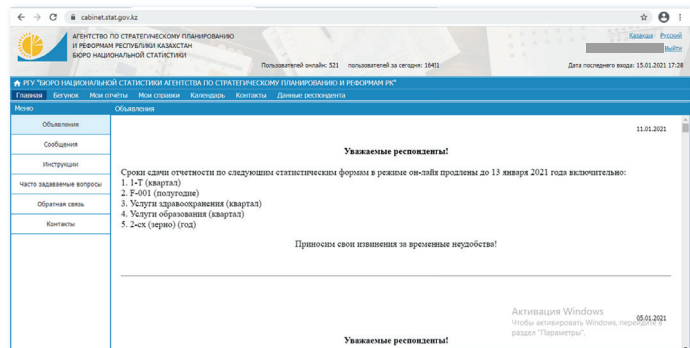 cabinet.stat.gov.kz
АГЕНТСТВО ПО СТРАТЕГИЧЕСКОМУ ПЛАНИРОВАНИЮ
И РЕФОРМАМ РЕСПУБЛИКИ КАЗАХСТАН
БЮРО НАЦИОНАЛЬНОЙ СТАТИСТИКИ
Казакша Русский
Выйти
Пользователей онлайн: 521 пользователей за сегодня: 16411
Дата последнего входа: 15.01.2021 17:28
РГУ "БЮРО НАЦИОНАЛЬНОЙ СТАТИСТИКИ АГЕНТСТВА ПО СТРАТЕГИЧЕСКОМУ ПЛАНИРОВАНИЮ И РЕФОРМАМ РК"
Главная Бегунок Мои отчёты Мои справки Календарь Контакты Данные респондента
Меню Объявления
Объявления
Сообщения
Инструкции
Часто задаваемые вопросы
Обратная связь
Контакты
11.01.2021
Уважаемые респонденты!
Сроки сдачи отчетности по следующим статистическим формам в режиме он-лайн продлены до 13 января 2021 года включительно:
1. 1-Т (квартал)
2. F-001 (полугодие)
3. Услуги здравоохранения (квартал)
4. Услуги образования (квартал)
5. 2-сх (зерно) (год)
Приносим свои извинения за временные неудобства!
05.01.2021
Уважаемые респонденты!
Активация Windows
Чтобы активировать Windows, перейдите в
раздел "Параметры".